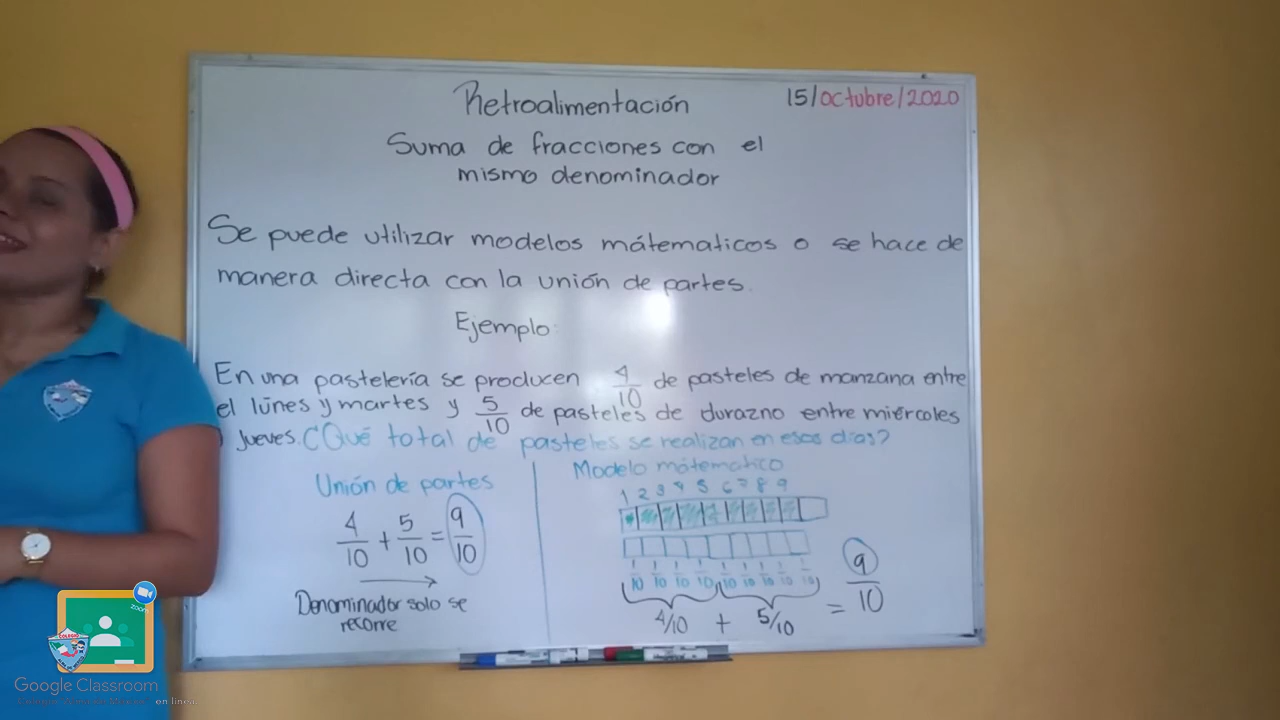 Retroalimentación
15/octubre/2020
Suma de fracciones con el
mismo denominador
Se puede utilizar modelos mátematicos o se hace de
manera directa con la unión de partes.
Ejemplo:
En una pastelería se producen 4/10 de pasteles de manzana entre
el lúnes y martes y 5/10 de pasteles de durazno entre miércoles
jueves. ¿Qué total de pasteles se realizan en esos días?
Unión de partes
4/10 + 5/10 = 9/10
Denominador solo se
recorre
Modelo mátematico
1 2 3 4 5 6 7 8 9
1/10 1/10 1/10 1/10 1/10 1/10 1/10 1/10 1/10
4/10 + 5/10 = 9/10
zoom
COLEGIO
Google Classroom
en línea